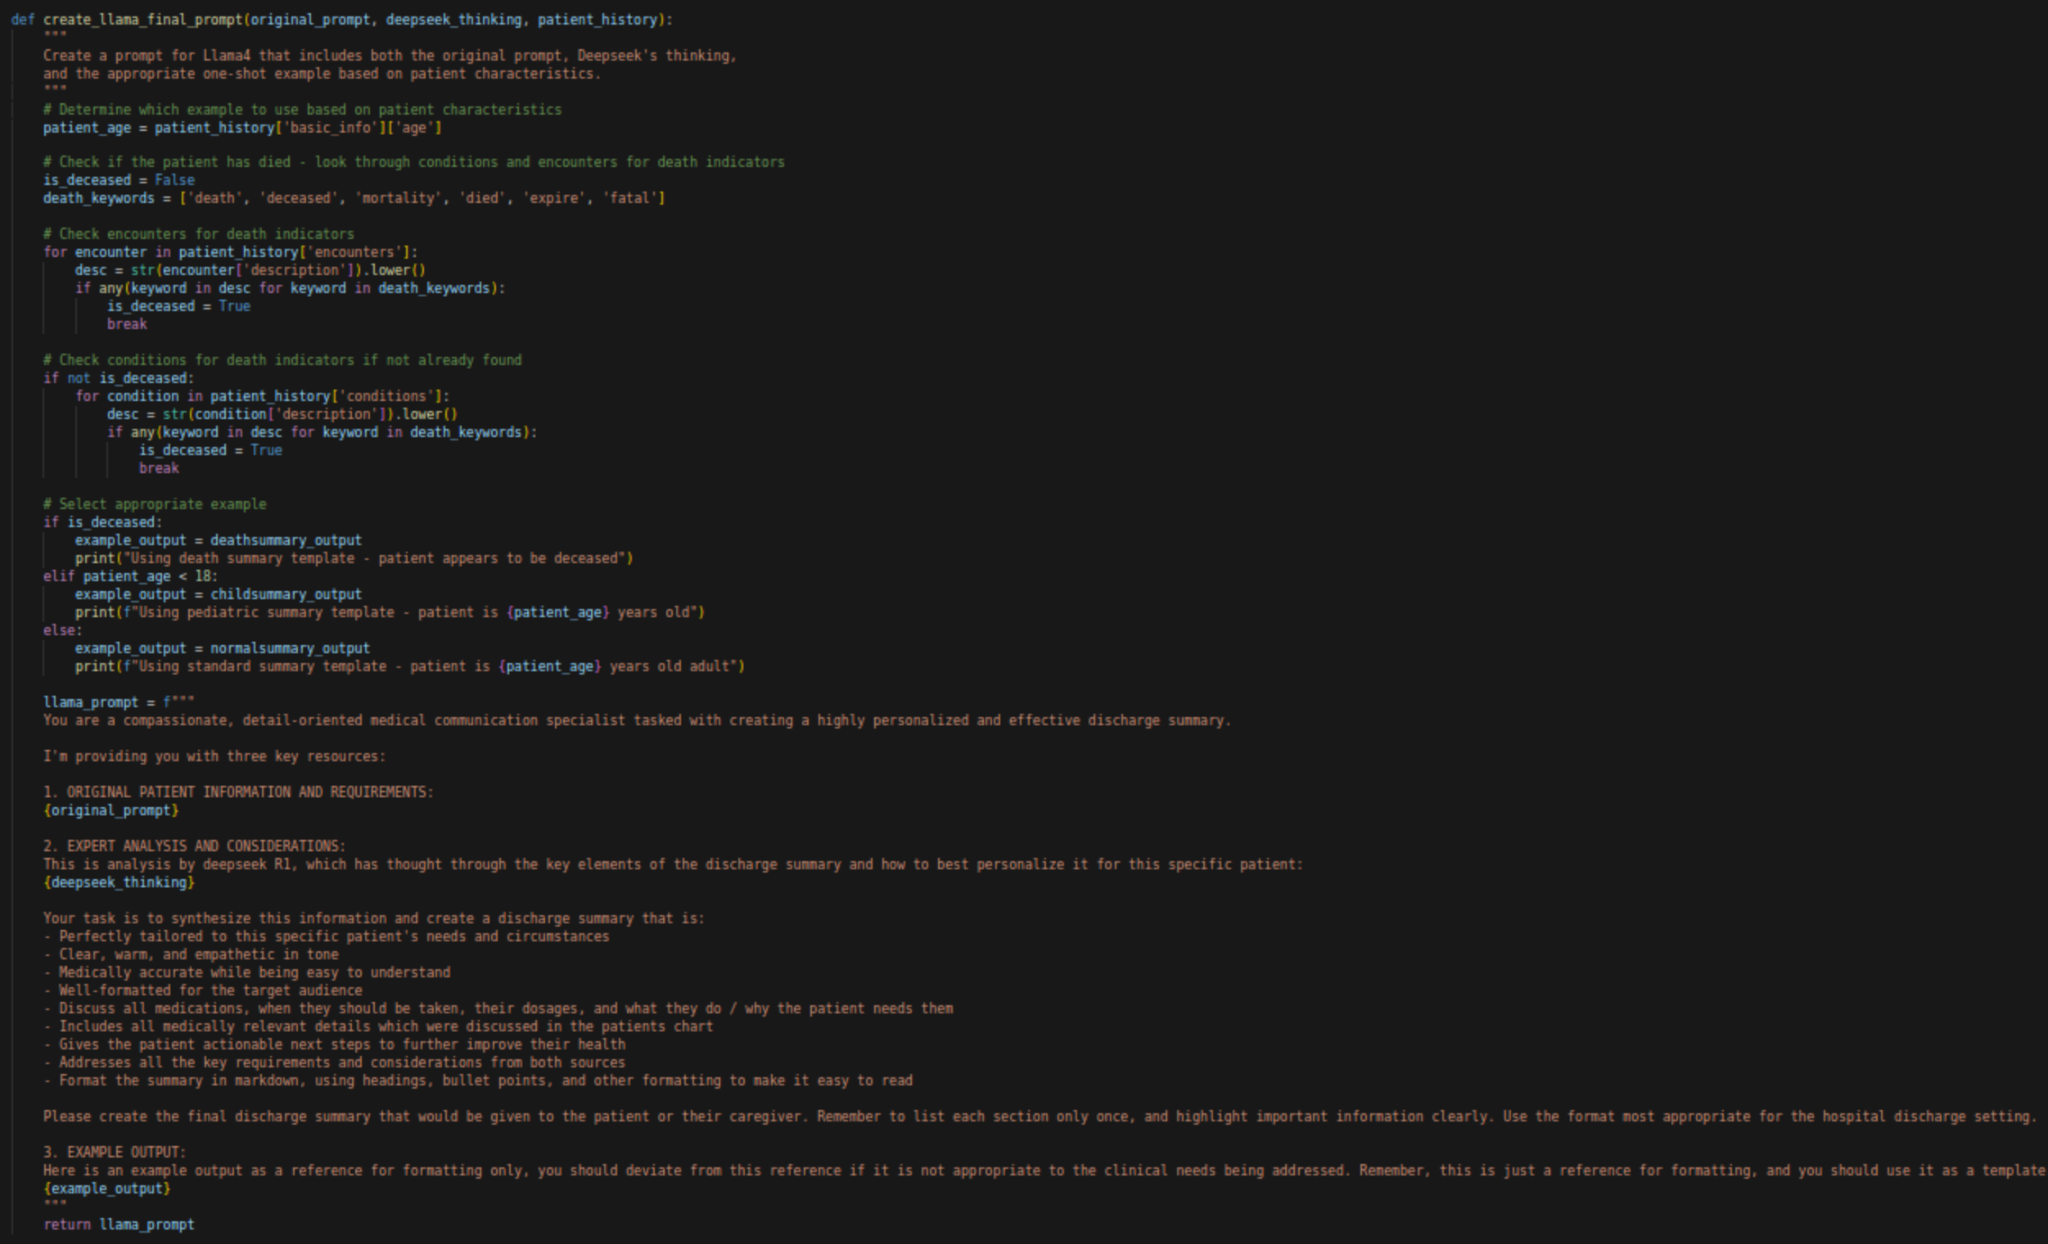 def create_llama_final_prompt(original_prompt, deepseek_thinking, patient_history):
    """
    Create a prompt for Llama4 that includes both the original prompt, Deepseek's thinking,
    and the appropriate one-shot example based on patient characteristics.
    """
    # Determine which example to use based on patient characteristics
    patient_age = patient_history['basic_info']['age']

    # Check if the patient has died - look through conditions and encounters for death indicators
    is_deceased = False
    death_keywords = ['death', 'deceased', 'mortality', 'died', 'expire', 'fatal']

    # Check encounters for death indicators
    for encounter in patient_history['encounters']:
        desc = str(encounter['description']).lower()
        if any(keyword in desc for keyword in death_keywords):
            is_deceased = True
            break

    # Check conditions for death indicators if not already found
    if not is_deceased:
        for condition in patient_history['conditions']:
            desc = str(condition['description']).lower()
            if any(keyword in desc for keyword in death_keywords):
                is_deceased = True
                break

    # Select appropriate example
    if is_deceased:
        example_output = deathsummary_output
        print("Using death summary template - patient appears to be deceased")
    elif patient_age < 18:
        example_output = childsummary_output
        print(f"Using pediatric summary template - patient is {patient_age} years old")
    else:
        example_output = normalsummary_output
        print(f"Using standard summary template - patient is {patient_age} years old adult")

    llama_prompt = f"""
    You are a compassionate, detail-oriented medical communication specialist tasked with creating a highly personalized and effective discharge summary.

    I'm providing you with three key resources:

    1. ORIGINAL PATIENT INFORMATION AND REQUIREMENTS:
    {original_prompt}

    2. EXPERT ANALYSIS AND CONSIDERATIONS:
    This is analysis by deepseek R1, which has thought through the key elements of the discharge summary and how to best personalize it for this specific patient:
    {deepseek_thinking}

    Your task is to synthesize this information and create a discharge summary that is:
    - Perfectly tailored to this specific patient's needs and circumstances
    - Clear, warm, and empathetic in tone
    - Medically accurate while being easy to understand
    - Well-formatted for the target audience
    - Discuss all medications, when they should be taken, their dosages, and what they do / why the patient needs them
    - Includes all medically relevant details which were discussed in the patients chart
    - Gives the patient actionable next steps to further improve their health
    - Addresses all the key requirements and considerations from both sources
    - Format the summary in markdown, using headings, bullet points, and other formatting to make it easy to read

    Please create the final discharge summary that would be given to the patient or their caregiver. Remember to list each section only once, and highlight important information clearly. Use the format most appropriate for the hospital discharge setting.

    3. EXAMPLE OUTPUT:
    Here is an example output as a reference for formatting only, you should deviate from this reference if it is not appropriate to the clinical needs being addressed. Remember, this is just a reference for formatting, and you should use it as a template
    {example_output}
    """
    return llama_prompt